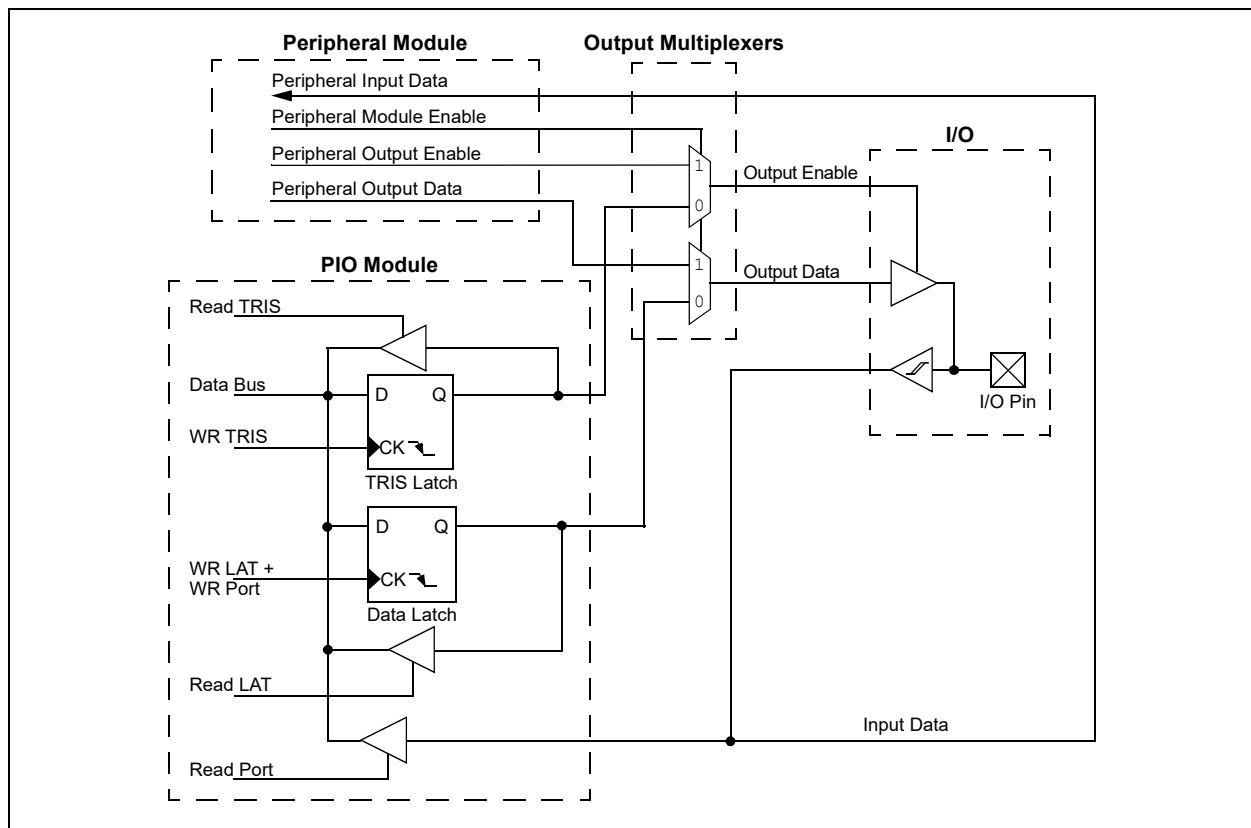 Peripheral Module
Output Multiplexers
Peripheral Input Data
Peripheral Module Enable
I/O
Peripheral Output Enable
1
Output Enable
Peripheral Output Data
0
PIO Module
1
Output Data
Read TRIS
0
Data Bus
D
Q
I/O Pin
WR TRIS
CK
TRIS Latch
D
Q
WR LAT +
WR Port
CK
Data Latch
Read LAT
Input Data
Read Port